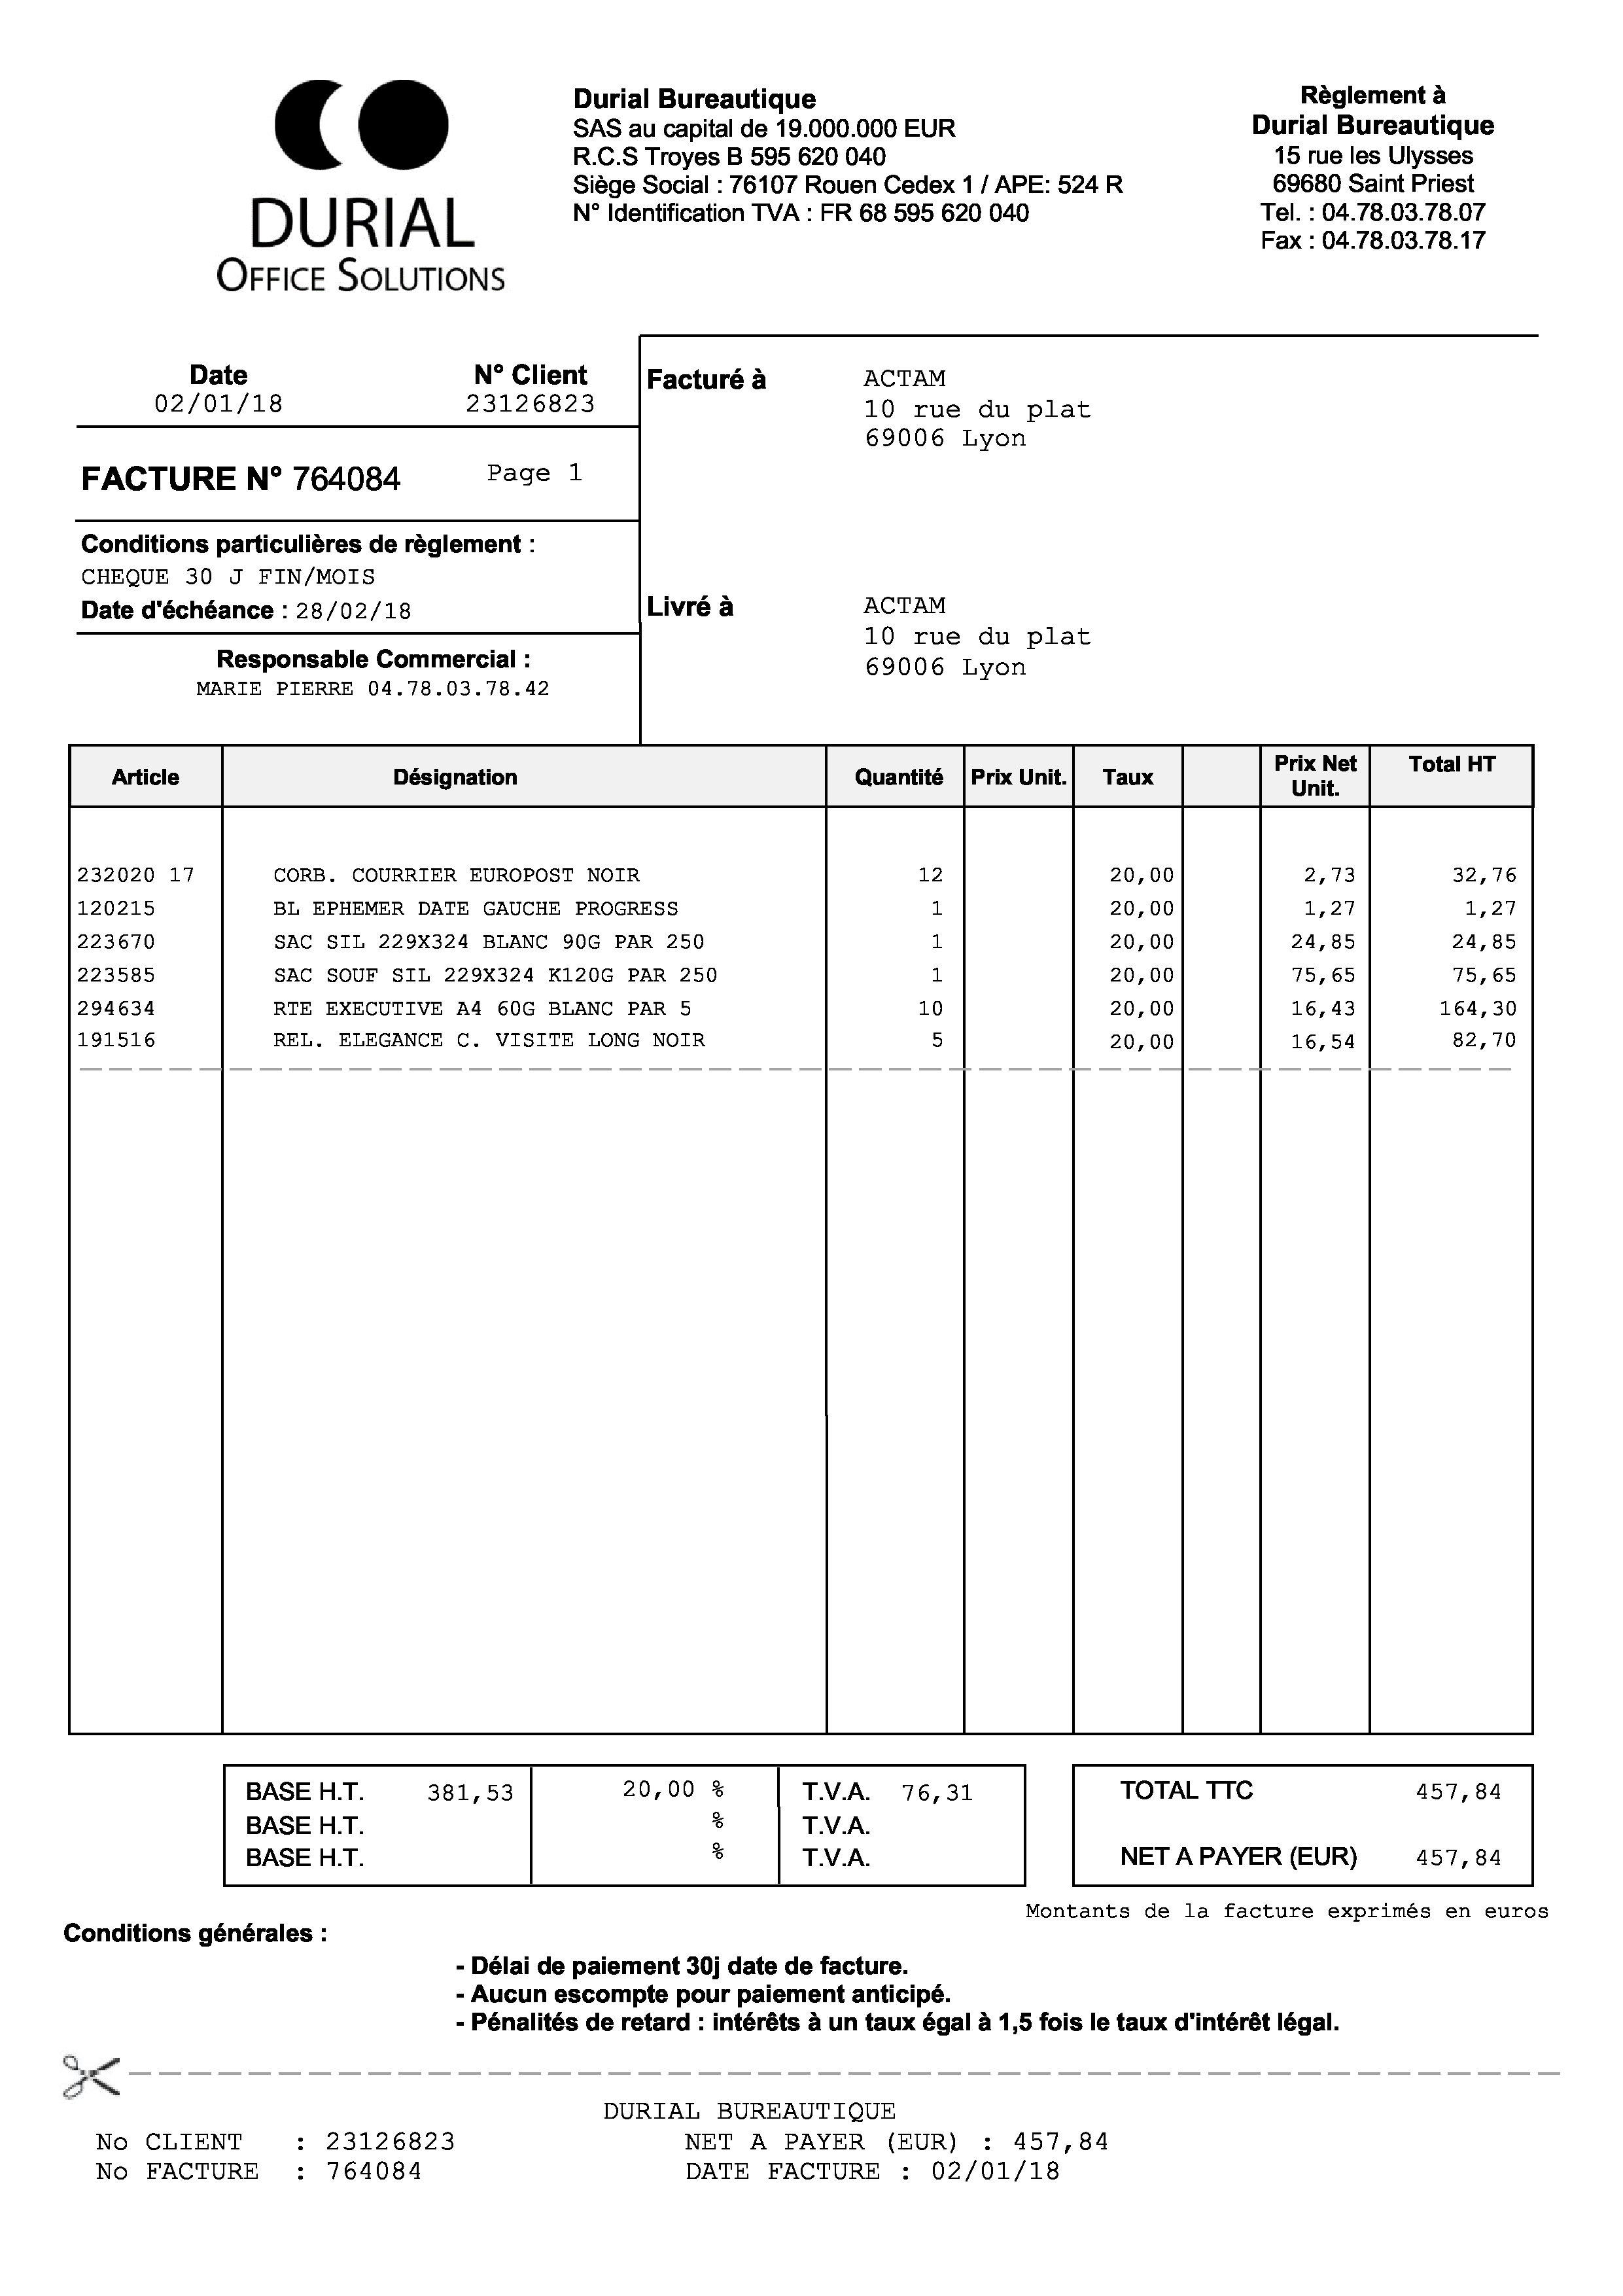 DURIAL
OFFICE SOLUTIONS
Durial Bureautique
SAS au capital de 19.000.000 EUR
R.C.S Troyes B 595 620 040
Siège Social : 76107 Rouen Cedex 1 / APE: 524 R
N° Identification TVA : FR 68 595 620 040
Règlement à
Durial Bureautique
15 rue les Ulysses
69680 Saint Priest
Tel. : 04.78.03.78.07
Fax : 04.78.03.78.17
Date N° Client
02/01/18 23126823
FACTURE N° 764084 Page 1
Conditions particulières de règlement :
CHEQUE 30 J FIN/MOIS
Date d'échéance : 28/02/18
Responsable Commercial :
MARIE PIERRE 04.78.03.78.42
Facturé à ACTAM
10 rue du plat
69006 Lyon
Livré à ACTAM
10 rue du plat
69006 Lyon
Article Désignation Quantité Prix Unit. Taux Prix Net Unit. Total HT
232020 17 CORB. COURRIER EUROPOST NOIR 12 20,00 2,73 32,76
120215 BL EPHEMER DATE GAUCHE PROGRESS 1 20,00 1,27 1,27
223670 SAC SIL 229X324 BLANC 90G PAR 250 1 20,00 24,85 24,85
223585 SAC SOUF SIL 229X324 K120G PAR 250 1 20,00 75,65 75,65
294634 RTE EXECUTIVE A4 60G BLANC PAR 5 10 20,00 16,43 164,30
191516 REL. ELEGANCE C. VISITE LONG NOIR 5 20,00 16,54 82,70
BASE H.T. 381,53 20,00 % T.V.A. 76,31
BASE H.T. % T.V.A.
BASE H.T. % T.V.A.
TOTAL TTC 457,84
NET A PAYER (EUR) 457,84
Montants de la facture exprimés en euros
Conditions générales :
- Délai de paiement 30j date de facture.
- Aucun escompte pour paiement anticipé.
- Pénalités de retard : intérêts à un taux égal à 1,5 fois le taux d'intérêt légal.
DURIAL BUREAUTIQUE
No CLIENT : 23126823 NET A PAYER (EUR) : 457,84
No FACTURE : 764084 DATE FACTURE : 02/01/18